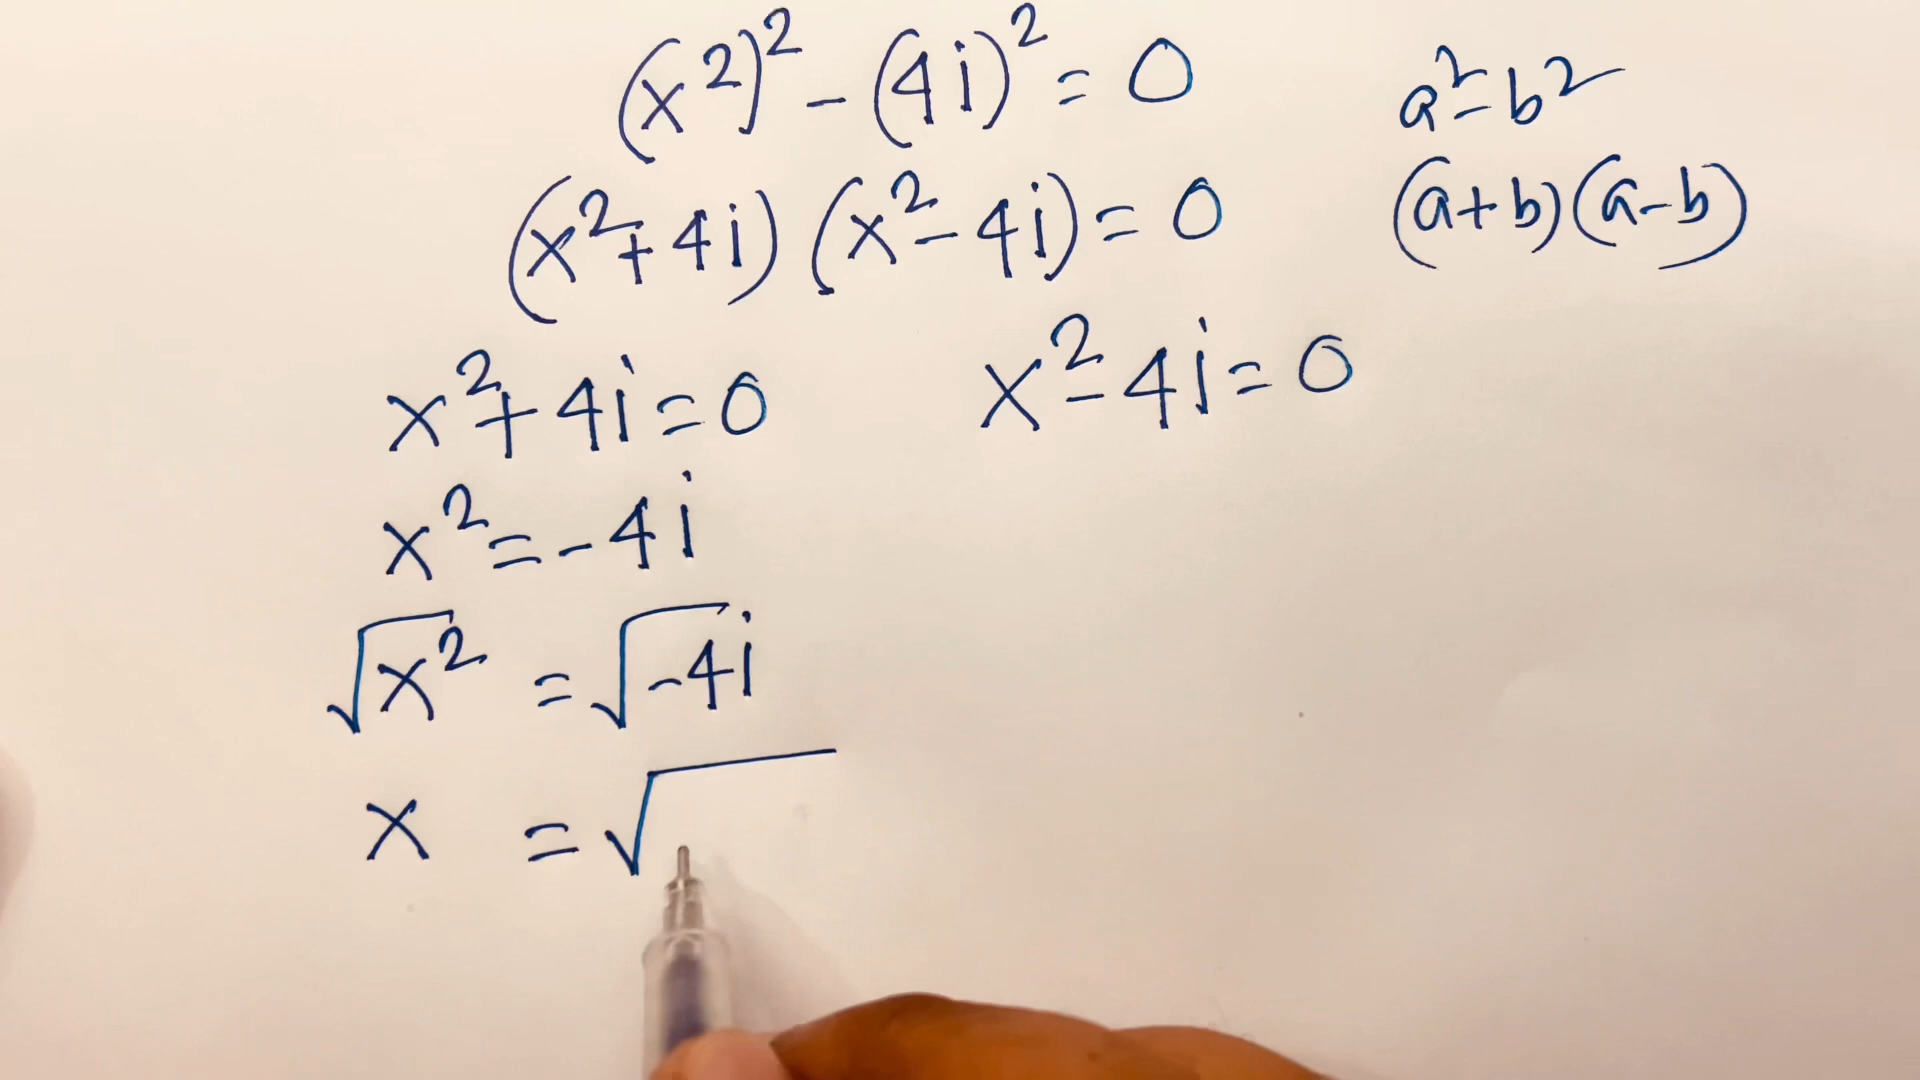 (x²)² - (4i)² = 0
a² - b²
(x² + 4i) (x² - 4i) = 0
(a + b) (a - b)
x² + 4i = 0
x² - 4i = 0
x² = - 4i
√x² = √-4i
x = √